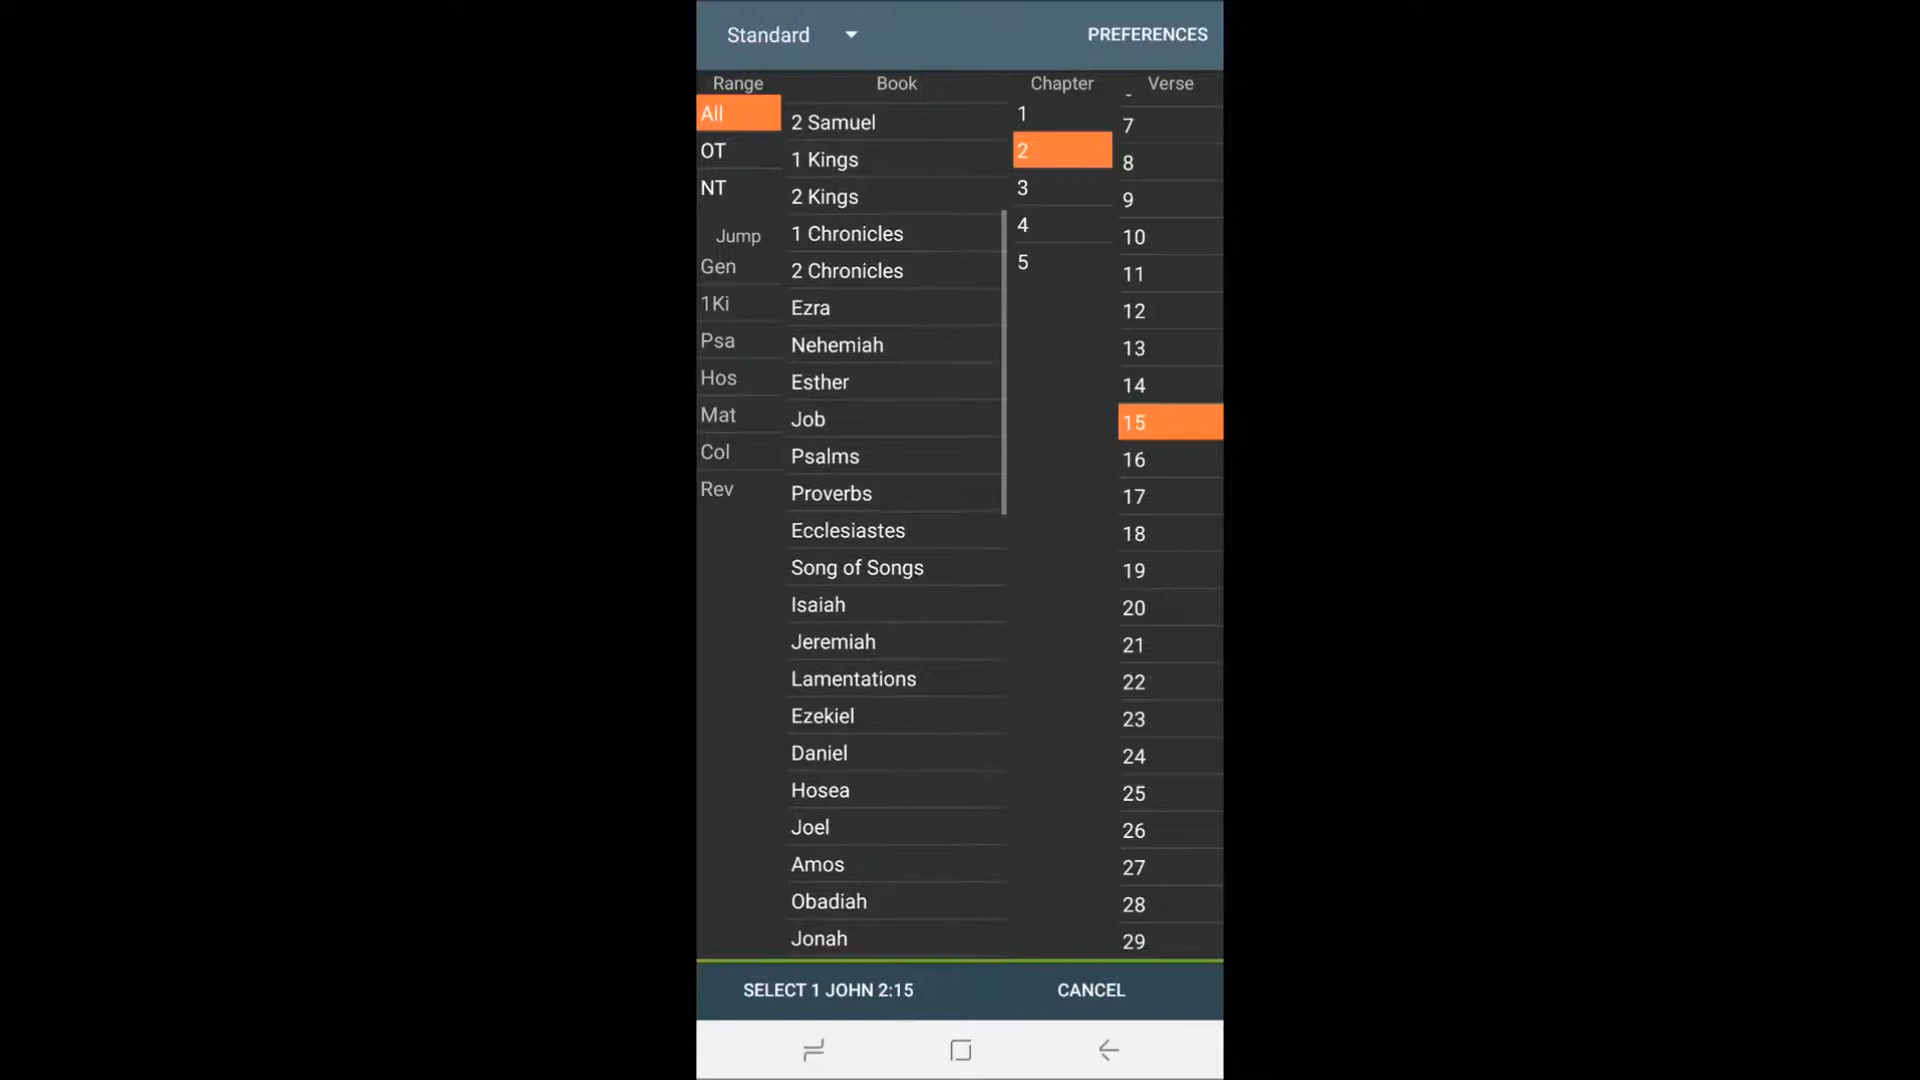 Standard
PREFERENCES
Range
Book
Chapter
Verse
All
OT
NT
Jump
Gen
1Ki
Psa
Hos
Mat
Col
Rev
2 Samuel
1 Kings
2 Kings
1 Chronicles
2 Chronicles
Ezra
Nehemiah
Esther
Job
Psalms
Proverbs
Ecclesiastes
Song of Songs
Isaiah
Jeremiah
Lamentations
Ezekiel
Daniel
Hosea
Joel
Amos
Obadiah
Jonah
1
2
3
4
5
7
8
9
10
11
12
13
14
15
16
17
18
19
20
21
22
23
24
25
26
27
28
29
SELECT 1 JOHN 2:15
CANCEL